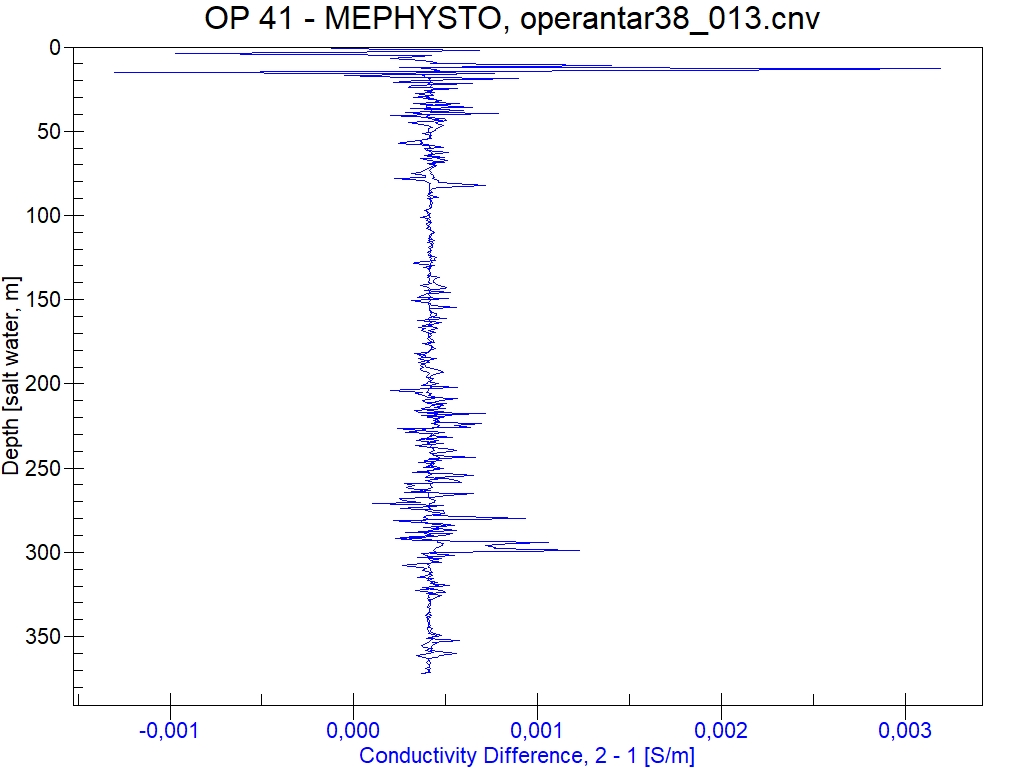 OP 41 - MEPHYSTO, operantar38_013.cnv
0
50
100
150
200
250
300
350
Depth [salt water, m]
-0,001 0,000 0,001 0,002 0,003
Conductivity Difference, 2 - 1 [S/m]